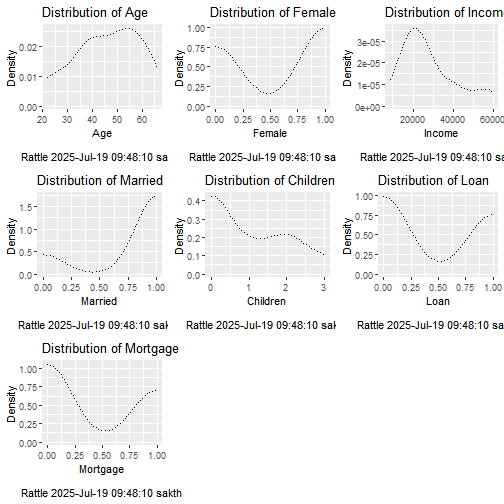 Distribution of Age
Density
0.02
0.01
0.00
20 30 40 50 60
Age
Rattle 2025-Jul-19 09:48:10 sa
Distribution of Female
Density
1.00
0.75
0.50
0.25
0.00
0.00 0.25 0.50 0.75 1.00
Female
Rattle 2025-Jul-19 09:48:10 sa
Distribution of Incom
Density
3e-05
2e-05
1e-05
0e+00
20000 40000 60000
Income
Rattle 2025-Jul-19 09:48:10 sa
Distribution of Married
Density
1.5
1.0
0.5
0.0
0.00 0.25 0.50 0.75 1.00
Married
Rattle 2025-Jul-19 09:48:10 sak
Distribution of Children
Density
0.4
0.3
0.2
0.1
0.0
0 1 2 3
Children
Rattle 2025-Jul-19 09:48:10 sak
Distribution of Loan
Density
1.00
0.75
0.50
0.25
0.00
0.00 0.25 0.50 0.75 1.00
Loan
Rattle 2025-Jul-19 09:48:10 sa
Distribution of Mortgage
Density
1.00
0.75
0.50
0.25
0.00
0.00 0.25 0.50 0.75 1.00
Mortgage
Rattle 2025-Jul-19 09:48:10 sakth